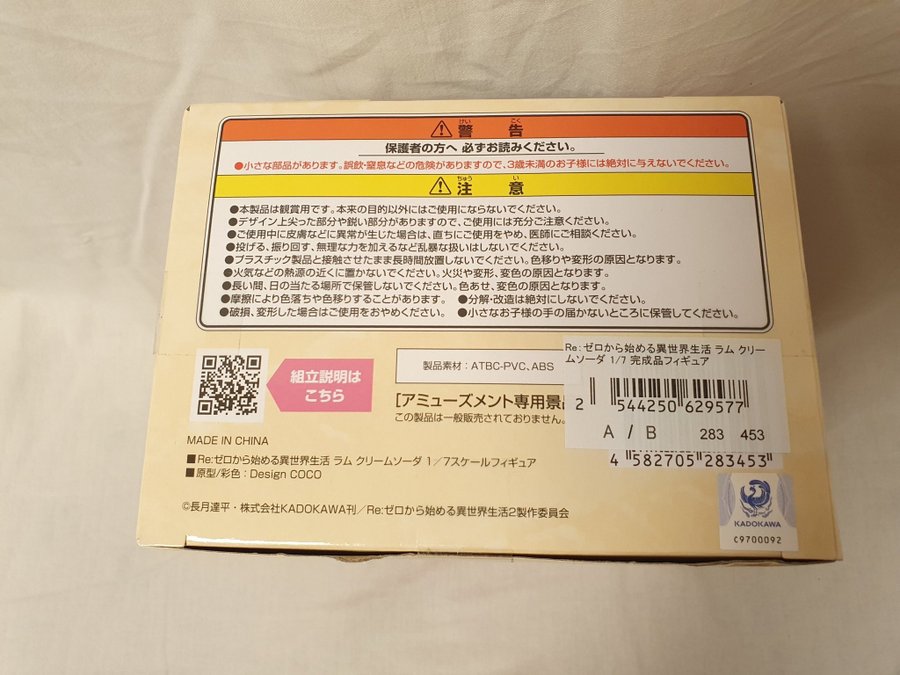 けい こく
⚠警 告
保護者の方へ 必ずお読みください。
●小さな部品があります。誤飲・窒息などの危険がありますので、3歳未満のお子様には絶対に与えないでください。
ちゅう い
⚠注 意
●本製品は観賞用です。本来の目的以外にはご使用にならないでください。
●デザイン上尖った部分や鋭い部分がありますので、ご使用には充分ご注意ください。
●ご使用中に皮膚などに異常が生じた場合は、直ちにご使用をやめ、医師にご相談ください。
●投げる、振り回す、無理な力を加えるなど乱暴な扱いはしないでください。
●プラスチック製品と接触させたまま長時間放置しないでください。色移りや変形の原因となります。
●火気などの熱源の近くに置かないでください。火災や変形、変色の原因となります。
●長い間、日の当たる場所で保管しないでください。色あせ、変色の原因となります。
●摩擦により色落ちや色移りすることがあります。 ●分解・改造は絶対にしないでください。
●破損、変形した場合はご使用をおやめください。 ●小さなお子様の手の届かないところに保管してください。
組立説明は
こちら
製品素材：ATBC-PVC、ABS
[アミューズメント専用景品
この製品は一般販売されておりません。
Re:ゼロから始める異世界生活 ラム クリー
ムソーダ 1/7 完成品フィギュア
2 544250 629577
A / B 283 453
4 582705 283453
MADE IN CHINA
■Re:ゼロから始める異世界生活 ラム クリームソーダ 1/7スケールフィギュア
■原型/彩色：Design COCO
©長月達平・株式会社KADOKAWA刊／Re:ゼロから始める異世界生活2製作委員会
KADOKAWA
C9700092